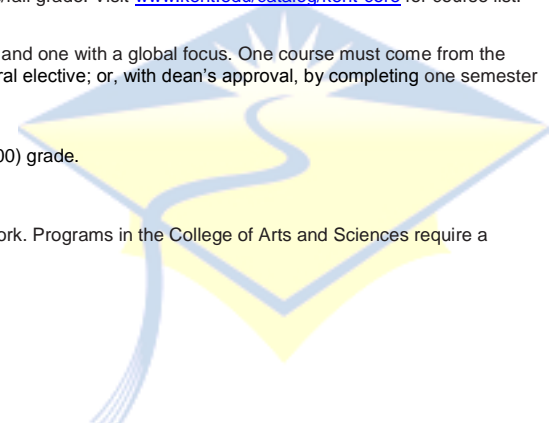 /fail grade. Visit www.kent.edu/catalog/kent-core for course list.
and one with a global focus. One course must come from the
ral elective; or, with dean’s approval, by completing one semester
00) grade.
ork. Programs in the College of Arts and Sciences require a